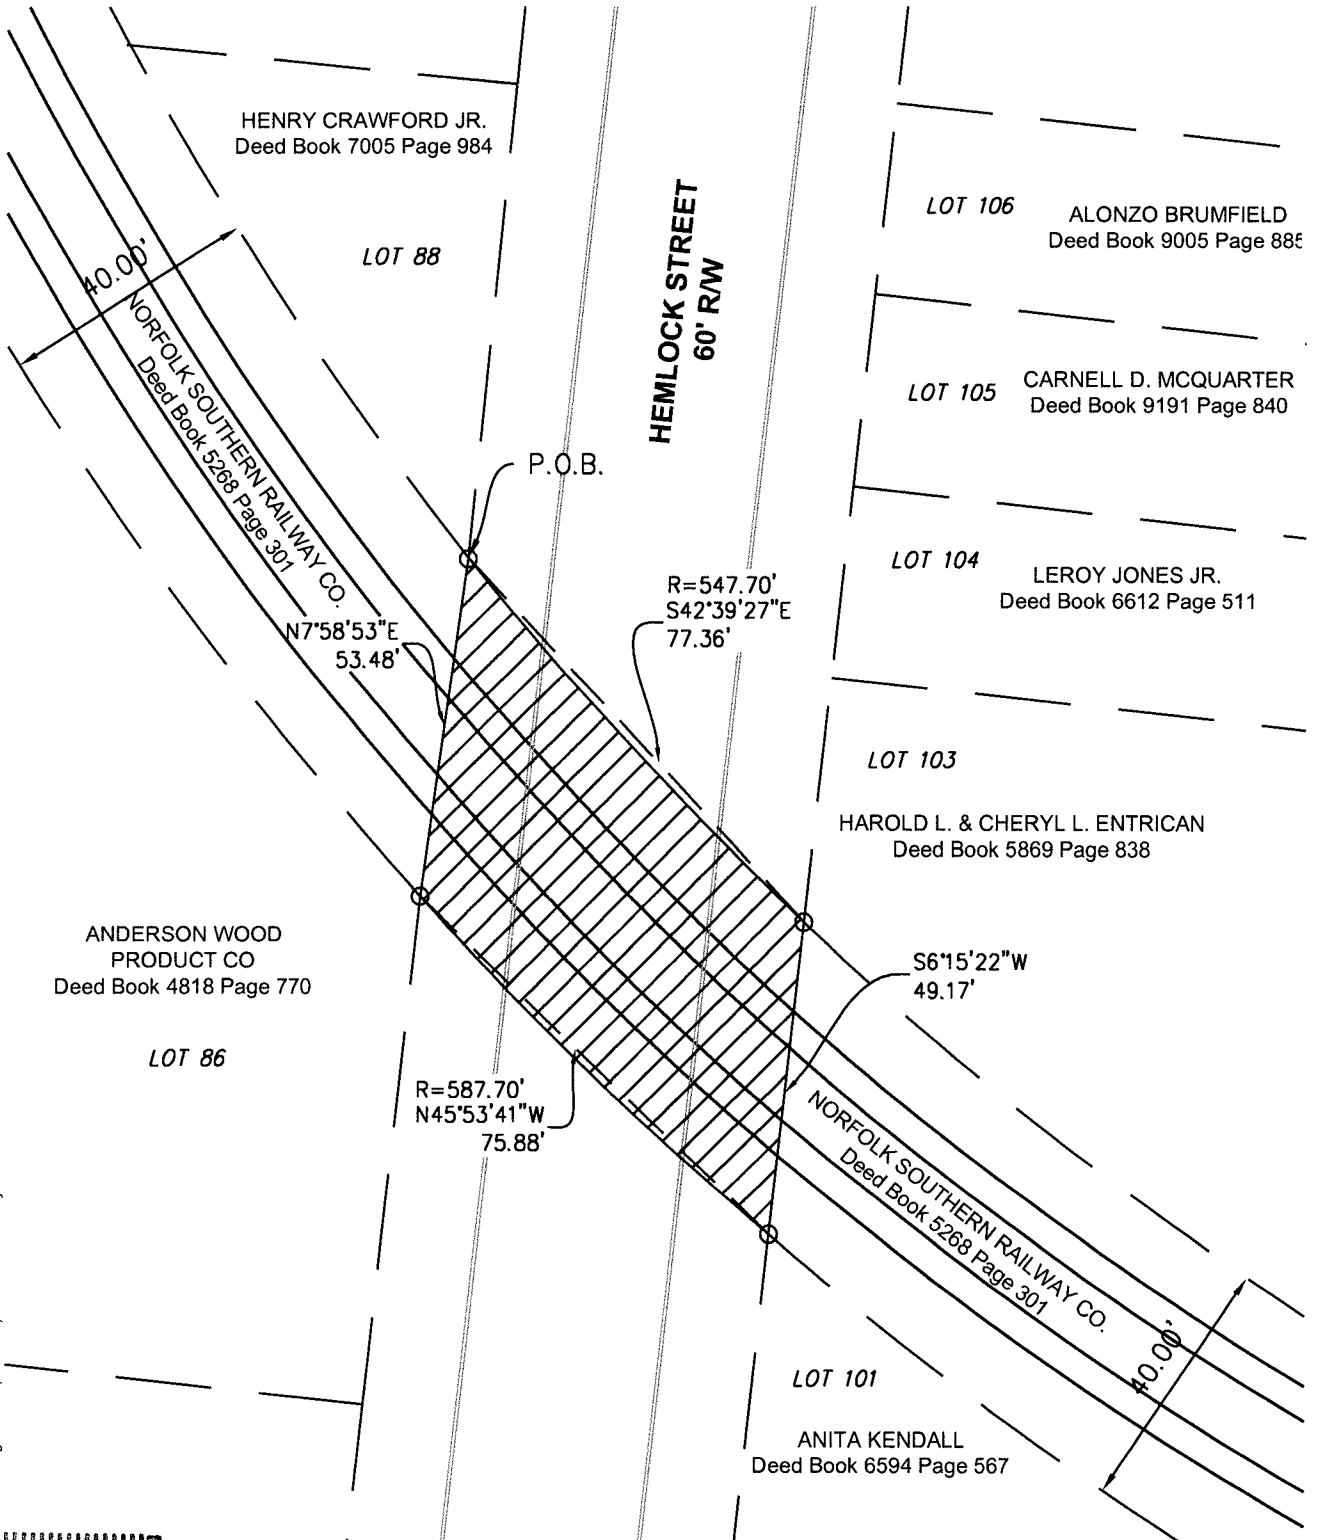 HENRY CRAWFORD JR.
Deed Book 7005 Page 984
LOT 88
HEMLOCK STREET
60' R/W
LOT 106
ALONZO BRUMFIELD
Deed Book 9005 Page 885
40.00'
NORFOLK SOUTHERN RAILWAY CO.
Deed Book 5268 Page 301
LOT 105
CARNELL D. MCQUARTER
Deed Book 9191 Page 840
P.O.B.
LOT 104
LEROY JONES JR.
Deed Book 6612 Page 511
R=547.70'
S42°39'27"E
77.36'
N7°58'53"E
53.48'
LOT 103
HAROLD L. & CHERYL L. ENTRICAN
Deed Book 5869 Page 838
ANDERSON WOOD
PRODUCT CO
Deed Book 4818 Page 770
LOT 86
S6°15'22"W
49.17'
R=587.70'
N45°53'41"W
75.88'
NORFOLK SOUTHERN RAILWAY CO.
Deed Book 5268 Page 301
40.00'
LOT 101
ANITA KENDALL
Deed Book 6594 Page 567